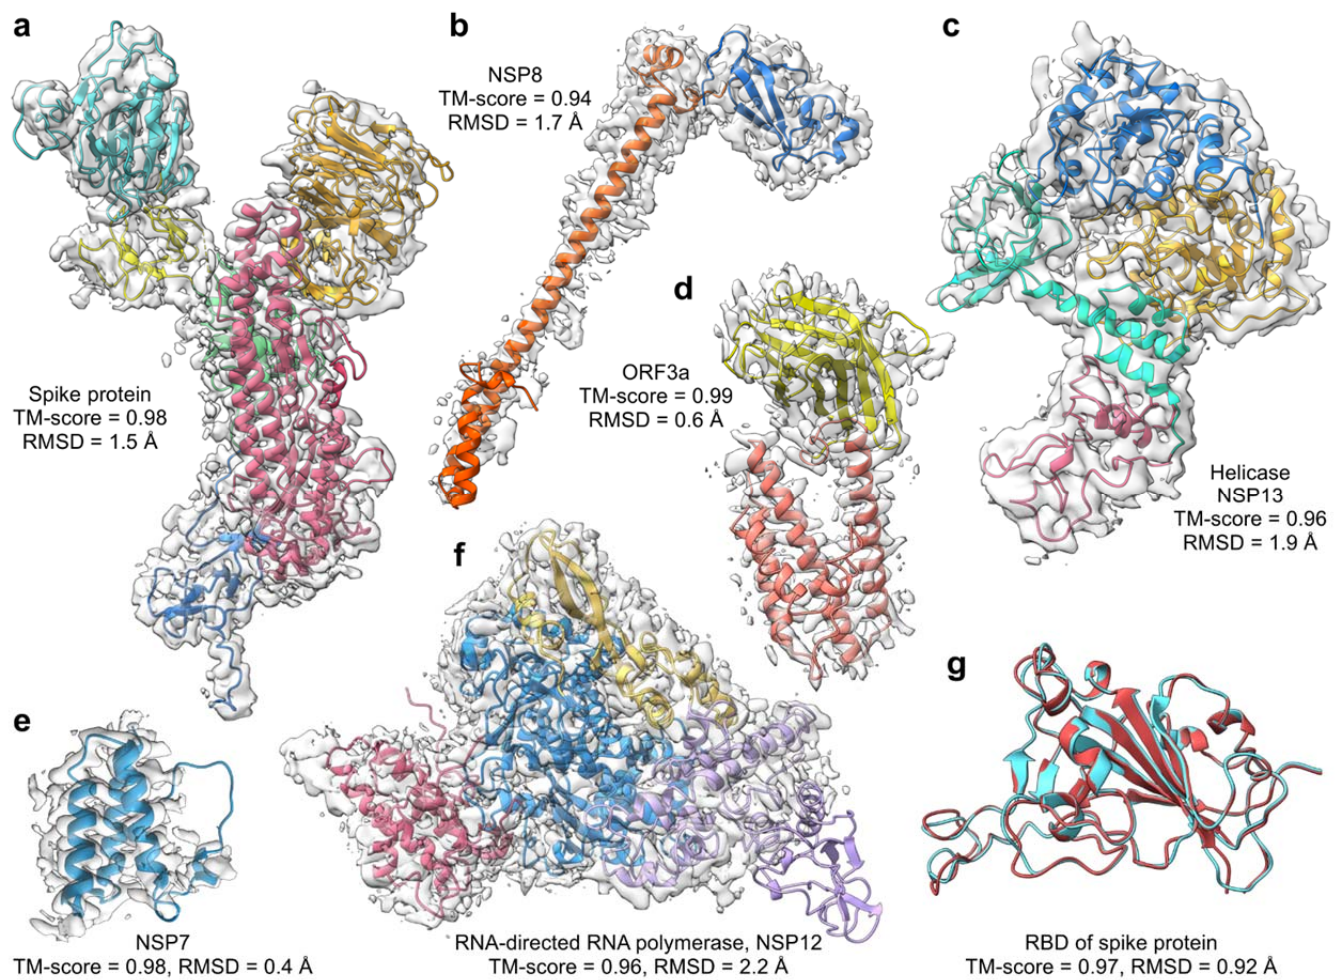 a
b
NSP8
TM-score = 0.94
RMSD = 1.7 Å
c
Spike protein
TM-score = 0.98
RMSD = 1.5 Å
d
ORF3a
TM-score = 0.99
RMSD = 0.6 Å
Helicase
NSP13
TM-score = 0.96
RMSD = 1.9 Å
e
NSP7
TM-score = 0.98, RMSD = 0.4 Å
f
RNA-directed RNA polymerase, NSP12
TM-score = 0.96, RMSD = 2.2 Å
g
RBD of spike protein
TM-score = 0.97, RMSD = 0.92 Å